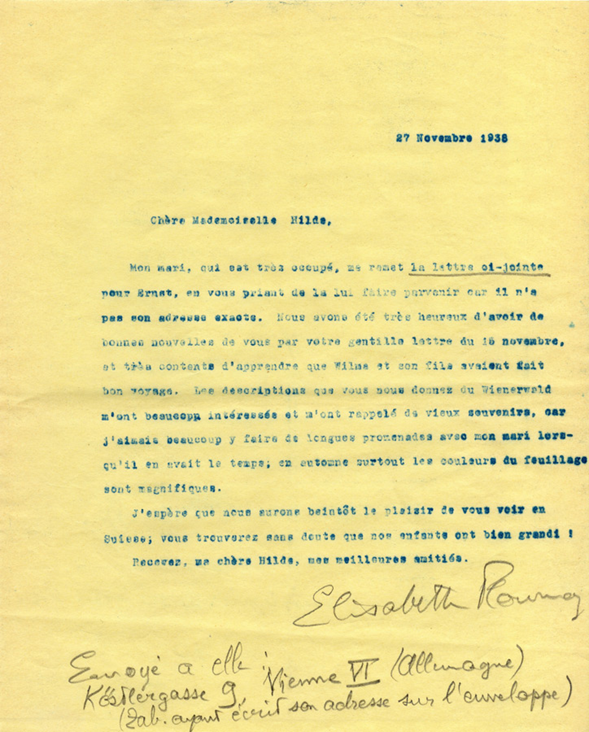 27 Novembre 1938
Chère Mademoiselle Hilde,
Mon mari, qui est très occupé, me remet la lettre ci-jointe
pour Ernst, en vous priant de la lui faire parvenir car il n'a
pas son adresse exacte. Nous avons été très heureux d'avoir de
bonnes nouvelles de vous par votre gentille lettre du 16 novembre,
et très contents d'apprendre que Wilma et son fils avaient fait
bon voyage. Les descriptions que vous nous donnez du Wienerwald
m'ont beaucoup intéressée et m'ont rappelé de vieux souvenirs, car
j'aimais beaucoup y faire de longues promenades avec mon mari lors-
qu'il en avait le temps; en automne surtout les couleurs du feuillage
sont magnifiques.
J'espère que nous aurons beintôt le plaisir de vous voir en
Suisse; vous trouverez sans doute que nos enfants ont bien grandi !
Recevez, ma chère Hilde, mes meilleures amitiés.
Elisabeth Flournoy
Envoyé a elle :
Vienne VI (Allemagne)
Köstlergasse 9,
(Zab. ayant écrit son adresse sur l'enveloppe)